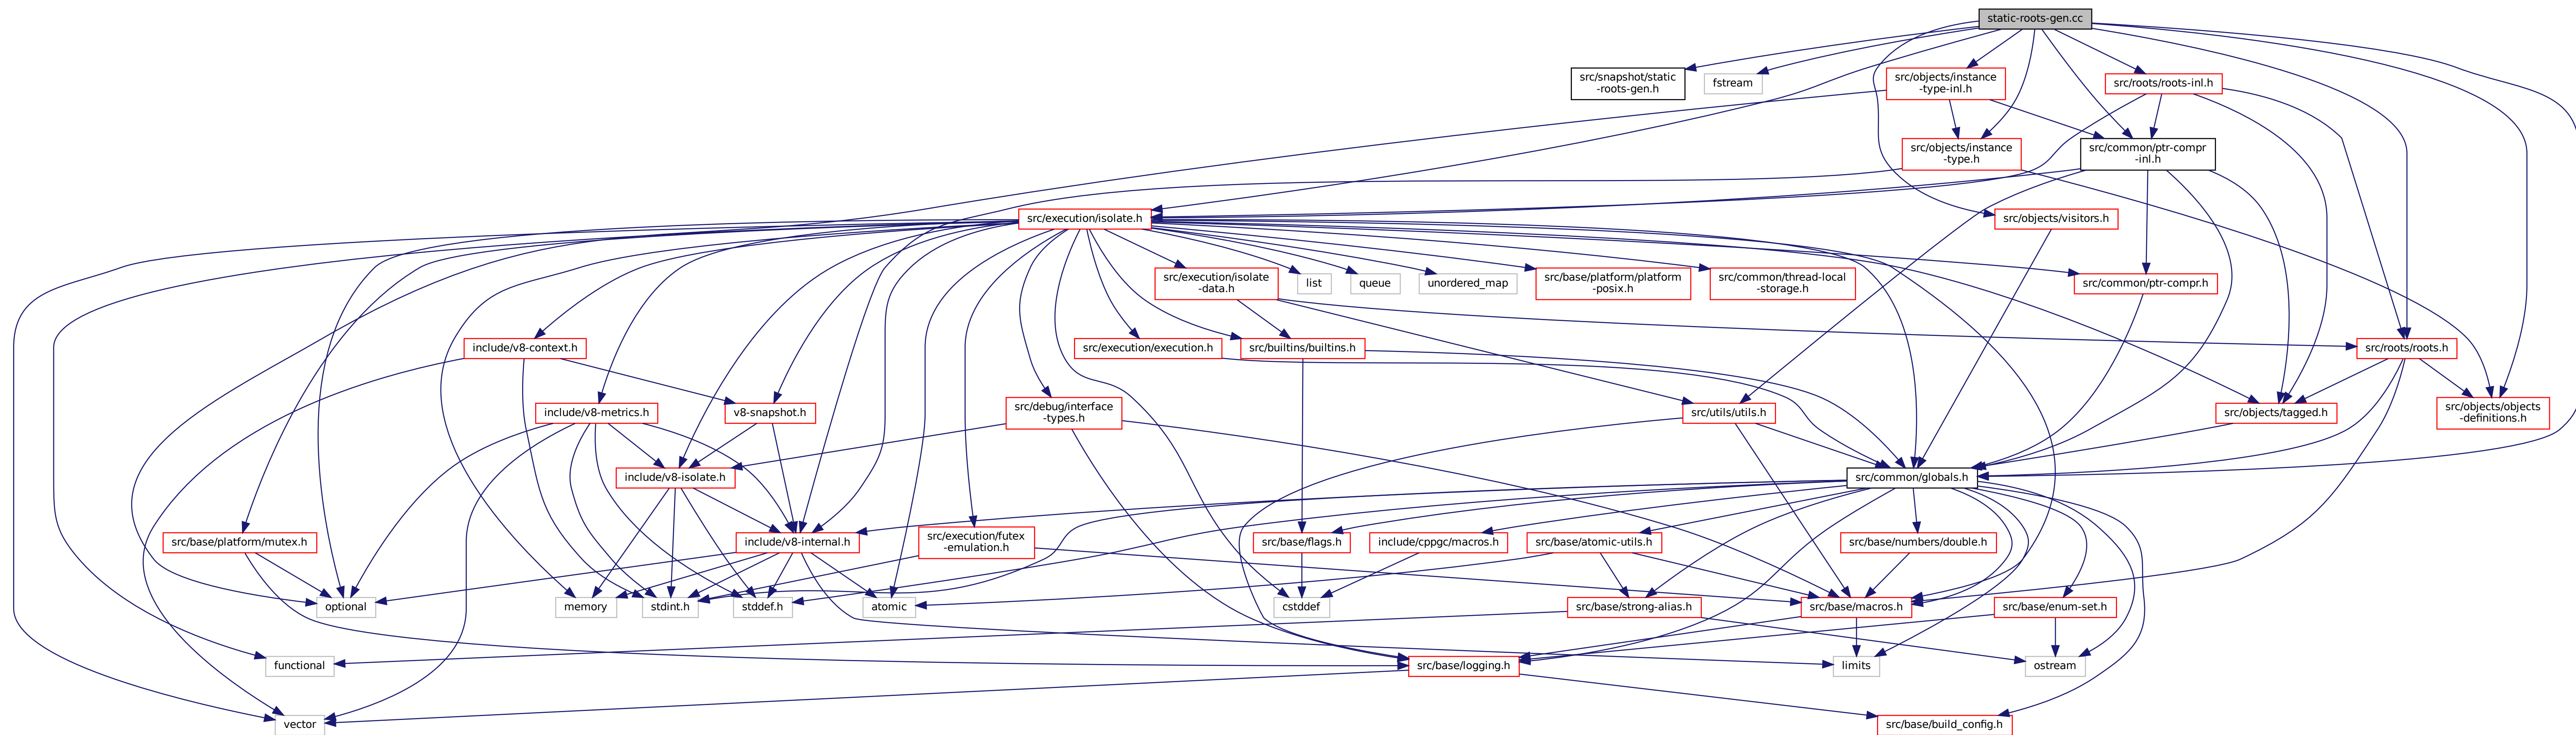 static-roots-gen.cc
src/snapshot/static
-roots-gen.h
fstream
src/objects/instance
-type-inl.h
src/roots/roots-inl.h
src/objects/instance
-type.h
src/common/ptr-compr
-inl.h
src/execution/isolate.h
src/objects/visitors.h
src/execution/isolate
-data.h
list
queue
unordered_map
src/base/platform/platform
-posix.h
src/common/thread-local
-storage.h
src/common/ptr-compr.h
include/v8-context.h
src/execution/execution.h
src/builtins/builtins.h
src/roots/roots.h
include/v8-metrics.h
v8-snapshot.h
src/debug/interface
-types.h
src/utils/utils.h
src/objects/tagged.h
src/objects/objects
-definitions.h
include/v8-isolate.h
src/common/globals.h
src/base/platform/mutex.h
include/v8-internal.h
src/execution/futex
-emulation.h
src/base/flags.h
include/cppgc/macros.h
src/base/atomic-utils.h
src/base/numbers/double.h
optional
memory
stdint.h
stddef.h
atomic
cstddef
src/base/strong-alias.h
src/base/macros.h
src/base/enum-set.h
functional
src/base/logging.h
limits
ostream
vector
src/base/build_config.h